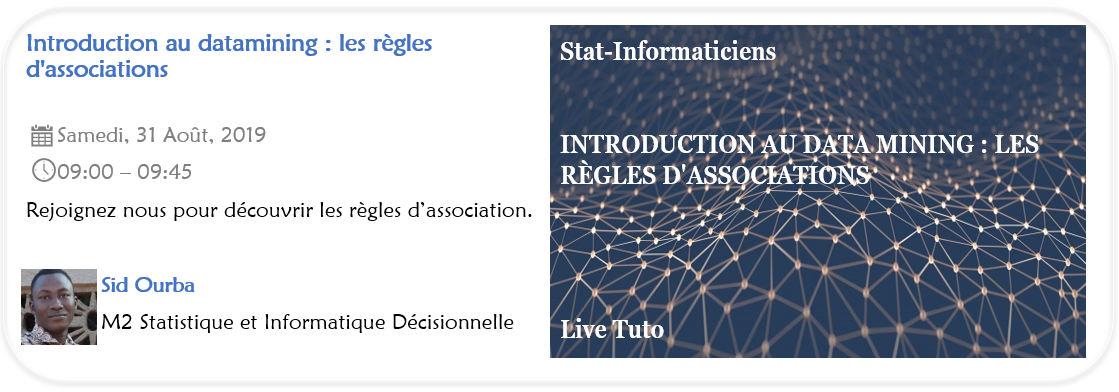 Introduction au datamining : les règles
d'associations
Samedi, 31 Août, 2019
09:00 – 09:45
Rejoignez nous pour découvrir les règles d’association.
Sid Ourba
M2 Statistique et Informatique Décisionnelle
Stat-Informaticiens
INTRODUCTION AU DATA MINING : LES
RÈGLES D'ASSOCIATIONS
Live Tuto